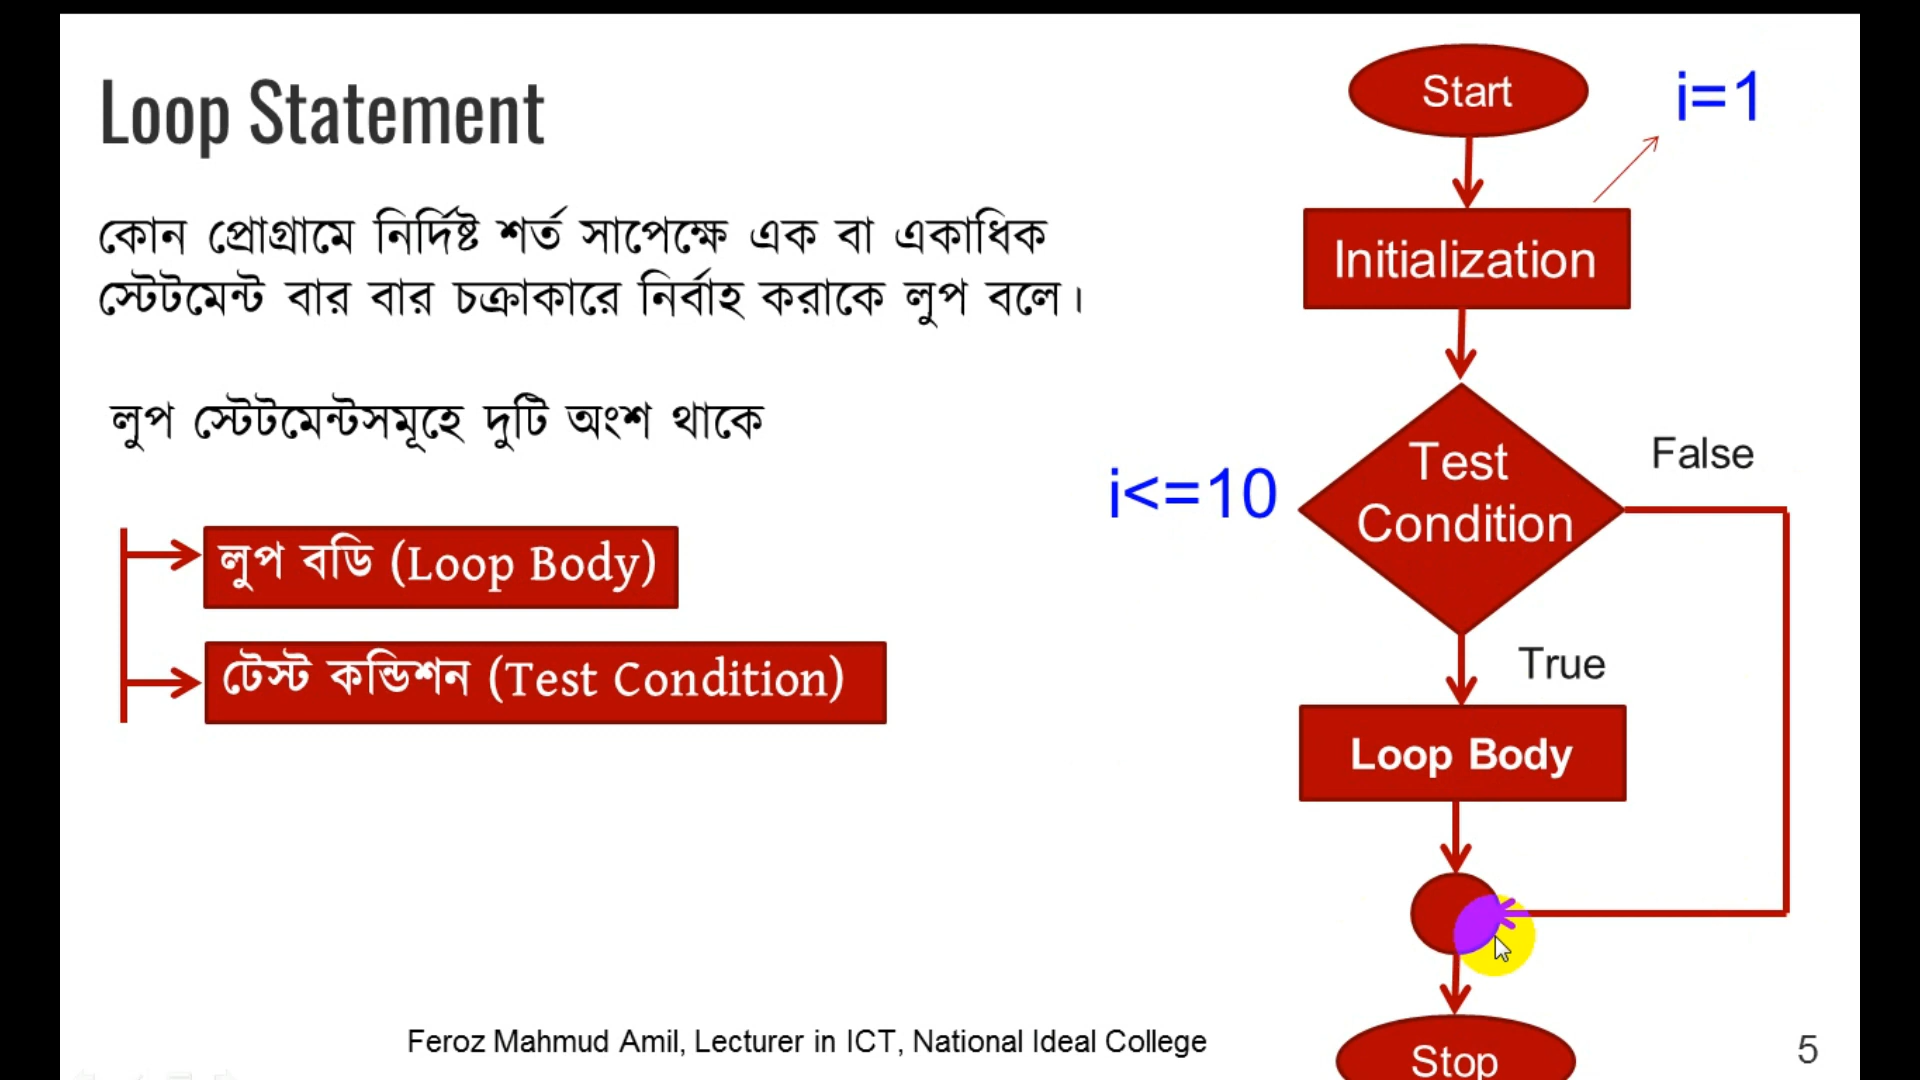 Loop Statement
কোন প্রোগ্রামে নির্দিষ্ট শর্ত সাপেক্ষে এক বা একাধিক
স্টেটমেন্ট বার বার চক্রাকারে নির্বাহ করাকে লুপ বলে।
লুপ স্টেটমেন্টসমূহে দুটি অংশ থাকে
লুপ বডি (Loop Body)
টেস্ট কন্ডিশন (Test Condition)
Start
i=1
Initialization
Test
Condition
i<=10
False
True
Loop Body
Stop
Feroz Mahmud Amil, Lecturer in ICT, National Ideal College
5